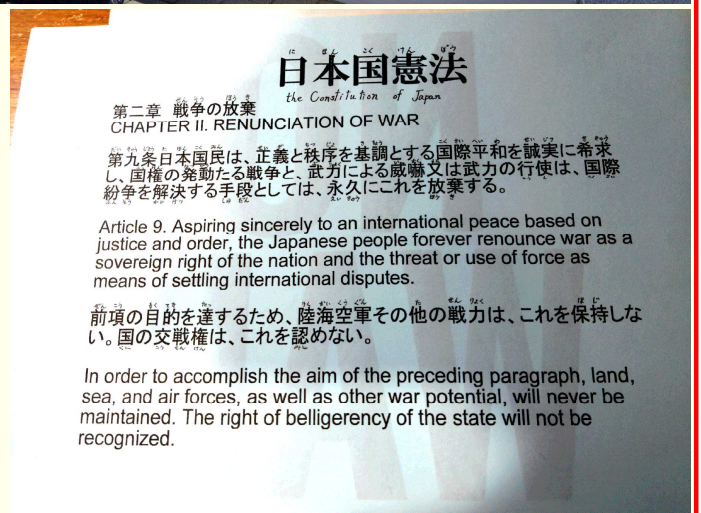 日本国憲法
the Constitution of Japan
第二章 戦争の放棄
CHAPTER II. RENUNCIATION OF WAR
第九条日本国民は、正義と秩序を基調とする国際平和を誠実に希求
し、国権の発動たる戦争と、武力による威嚇又は武力の行使は、国際
紛争を解決する手段としては、永久にこれを放棄する。
Article 9. Aspiring sincerely to an international peace based on
justice and order, the Japanese people forever renounce war as a
sovereign right of the nation and the threat or use of force as
means of settling international disputes.
前項の目的を達するため、陸海空軍その他の戦力は、これを保持しな
い。国の交戦権は、これを認めない。
In order to accomplish the aim of the preceding paragraph, land,
sea, and air forces, as well as other war potential, will never be
maintained. The right of belligerency of the state will not be
recognized.